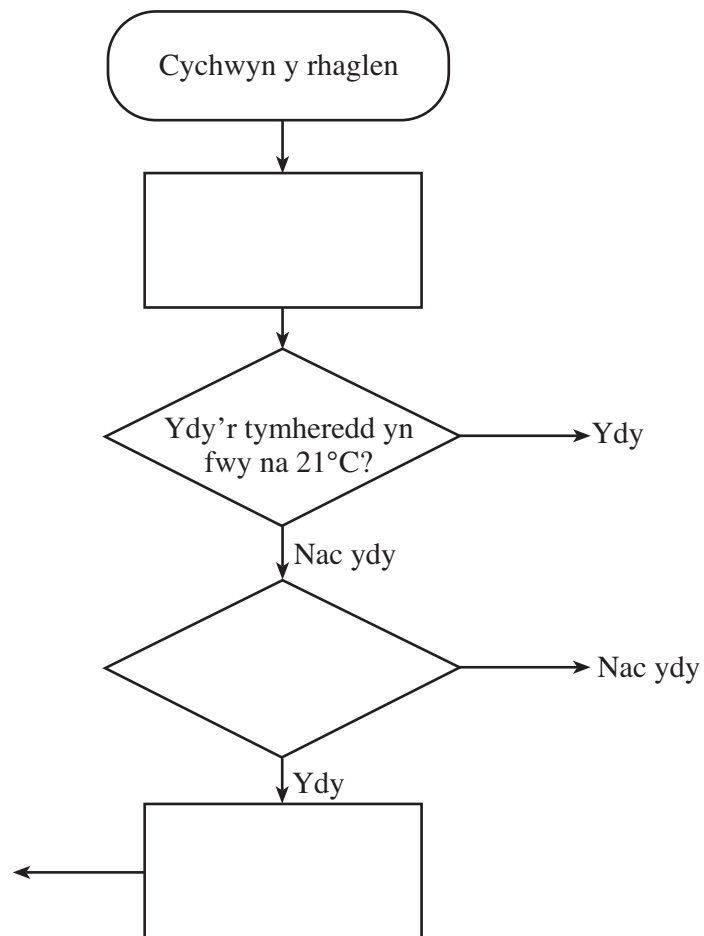 Cychwyn y rhaglen
Ydy’r tymheredd yn
fwy na 21°C?
Ydy
Nac ydy
Nac ydy
Ydy